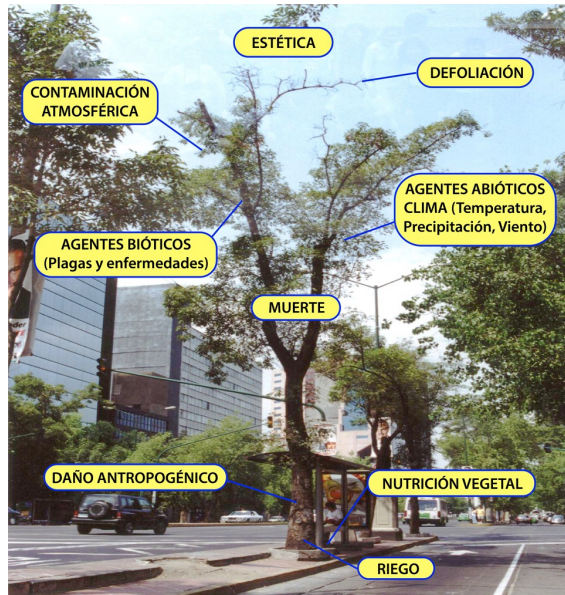 ESTÉTICA
DEFOLIACIÓN
CONTAMINACIÓN
ATMOSFÉRICA
AGENTES ABIÓTICOS
CLIMA (Temperatura,
Precipitación, Viento)
AGENTES BIÓTICOS
(Plagas y enfermedades)
MUERTE
DAÑO ANTROPOGÉNICO
NUTRICIÓN VEGETAL
RIEGO